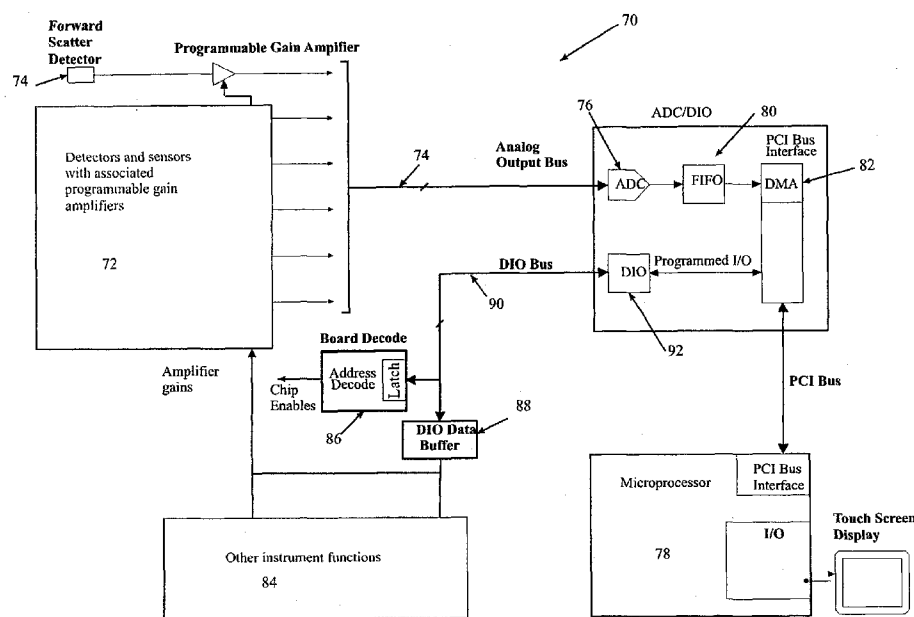 Forward
Scatter
Detector
74
Programmable Gain Ampifier
70
Detectors and sensors
with associated
programmable gain
amplifiers
72
Analog
Output Bus
74
76
ADC/DIO
80
PCI Bus
Interface
82
ADC
FIFO
DMA
DIO Bus
90
DIO
Programmed I/O
92
Amplifier
gains
Board Decode
Address
Decode
Latch
Chip
Enables
86
88
DIO Data
Buffer
PCI Bus
Microprocessor
PCI Bus
Interface
78
I/O
Touch Screen
Display
Other instrument functions
84